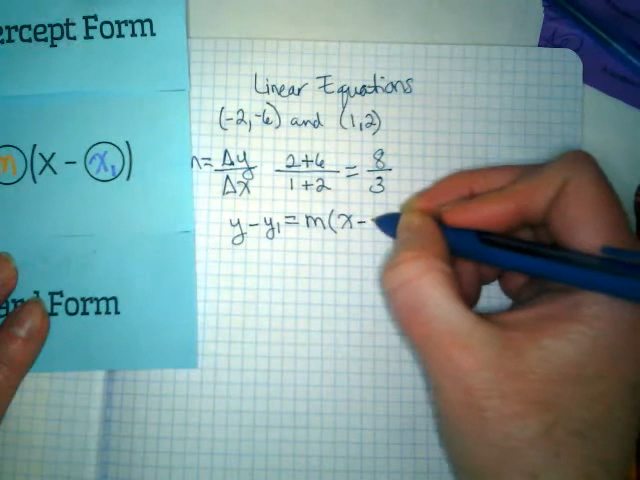 ercept Form
m(x - x₁)
and Form
Linear Equations
(-2,-6) and (1,2)
m = Δy/Δx 2+6/1+2 = 8/3
y - y₁ = m(x -